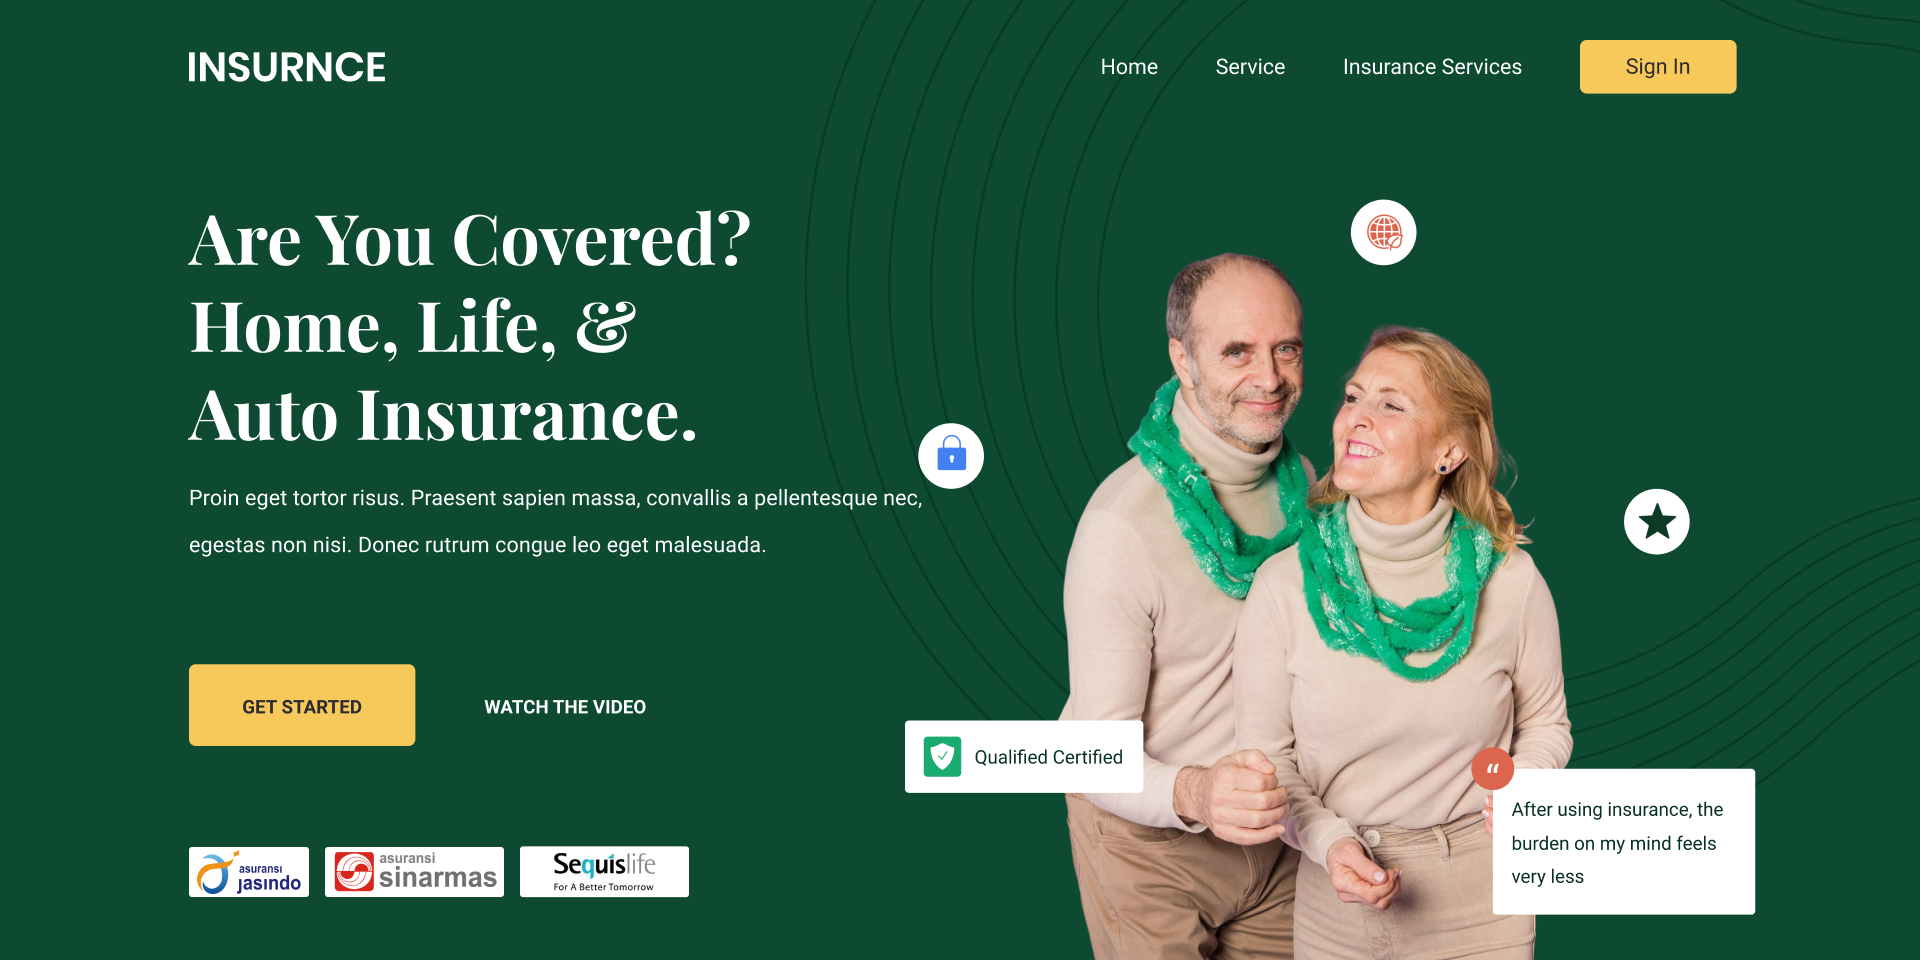 INSURNCE
Home
Service
Insurance Services
Sign In
Are You Covered?
Home, Life, &
Auto Insurance.
Proin eget tortor risus. Praesent sapien massa, convallis a pellentesque nec,
egestas non nisi. Donec rutrum congue leo eget malesuada.
GET STARTED
WATCH THE VIDEO
asuransi
jasindo
asuransi
sinarmas
Sequislife
For A Better Tomorrow
Qualified Certified
“
After using insurance, the
burden on my mind feels
very less